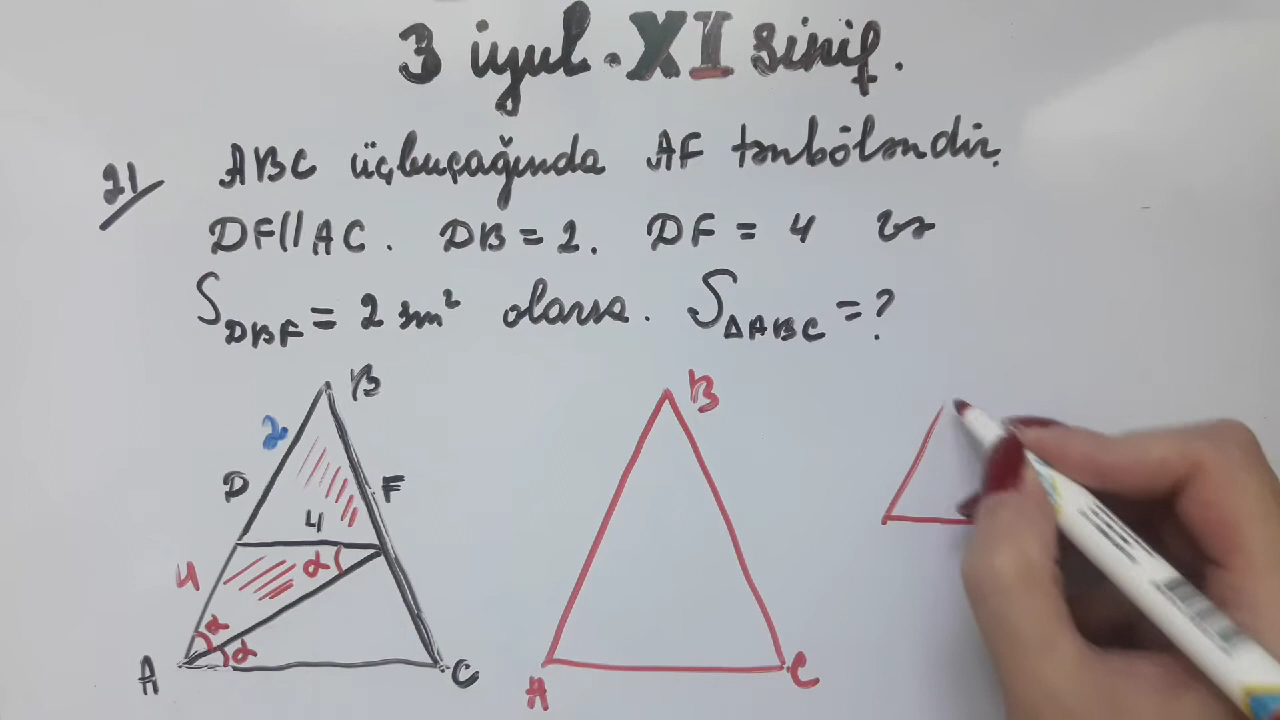 3 iyul. XI sinif.
21 ABC üçbucağında AF tənböləndir.
DF||AC. DB = 2. DF = 4 və
S DBF = 2 sm² olarsa. S ΔABC = ?
B
2
D
F
4
α
4
α
α
A
C
B
A
C